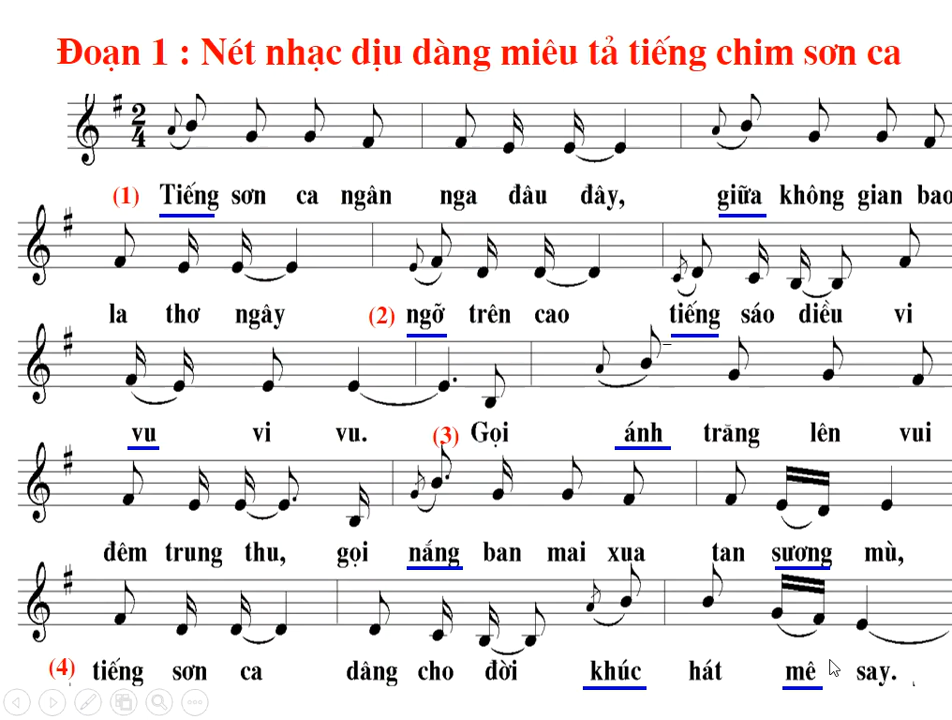 Đoạn 1 : Nét nhạc dịu dàng miêu tả tiếng chim sơn ca
2
4
(1) Tiếng sơn ca ngân nga đâu đây, giữa không gian bao
la thơ ngây (2) ngỡ trên cao tiếng sáo diều vi
vu vi vu. (3) Gọi ánh trăng lên vui
đêm trung thu, gọi nắng ban mai xua tan sương mù,
(4) tiếng sơn ca dâng cho đời khúc hát mê say.